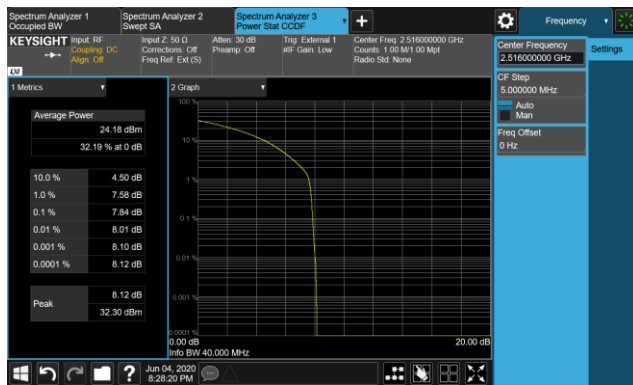 Spectrum Analyzer 1
Occupied BW
Spectrum Analyzer 2
Swept SA
Spectrum Analyzer 3
Power Stat CCDF
Frequency
KEYSIGHT
Input: RF
Coupling: DC
Align: Off
Input Z: 50 Ω
Corrections: Off
Freq Ref: Ext (S)
Atten: 30 dB
Preamp: Off
Trig: External 1
#IF Gain: Low
Center Freq: 2.516000000 GHz
Counts: 1.00 M/1.00 Mpt
Radio Std: None
LXI
Center Frequency
2.516000000 GHz
Settings
CF Step
5.000000 MHz
Auto
Man
Freq Offset
0 Hz
1 Metrics
2 Graph
Average Power
24.18 dBm
32.19 % at 0 dB
10.0 % 4.50 dB
1.0 % 7.58 dB
0.1 % 7.84 dB
0.01 % 8.01 dB
0.001 % 8.10 dB
0.0001 % 8.12 dB
Peak
8.12 dB
32.30 dBm
100 %
10 %
1 %
0.1 %
0.01 %
0.001 %
0.0001 %
0.00 dB
20.00 dB
Info BW 40.000 MHz
?
Jun 04, 2020
8:28:20 PM